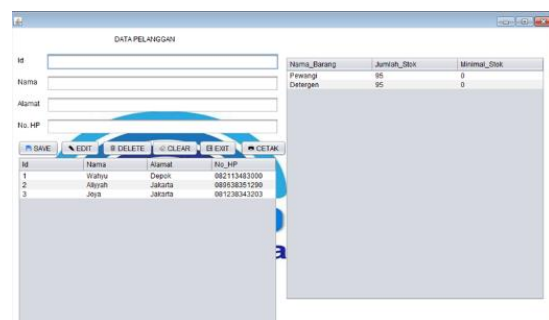 DATA PELANGGAN
Id
Nama
Alamat
No. HP
SAVE EDIT DELETE CLEAR EXIT CETAK
Id Nama Alamat No_HP
1 Wahyu Depok 082113483000
2 Aliyyah Jakarta 089638351290
3 Jeya Jakarta 081238343203
Nama_Barang Jumlah_Stok Minimal_Stok
Pewangi 95 0
Detergen 95 0